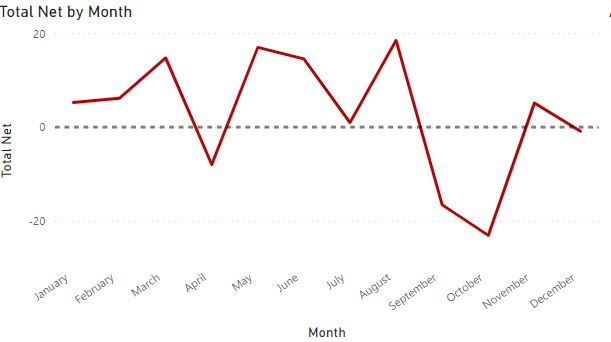 Total Net by Month
20
0
-20
Total Net
January
February
March
April
May
June
July
August
September
October
November
December
Month